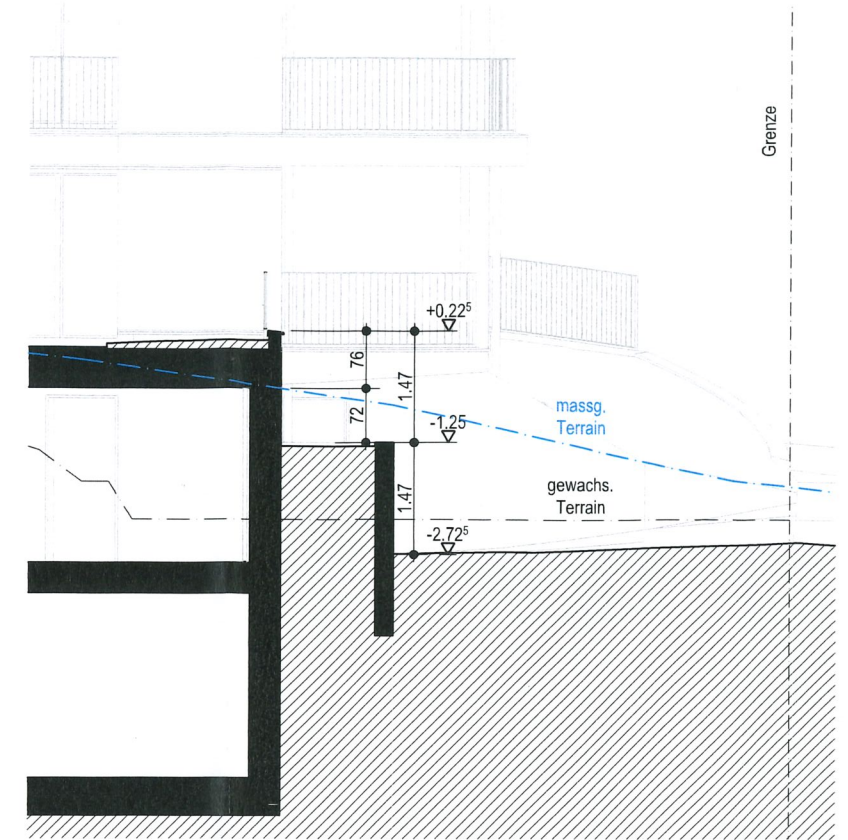 Grenze
+0.22⁵
76
1.47
72
massg.
Terrain
-1.25
gewachs.
Terrain
1.47
-2.72⁵